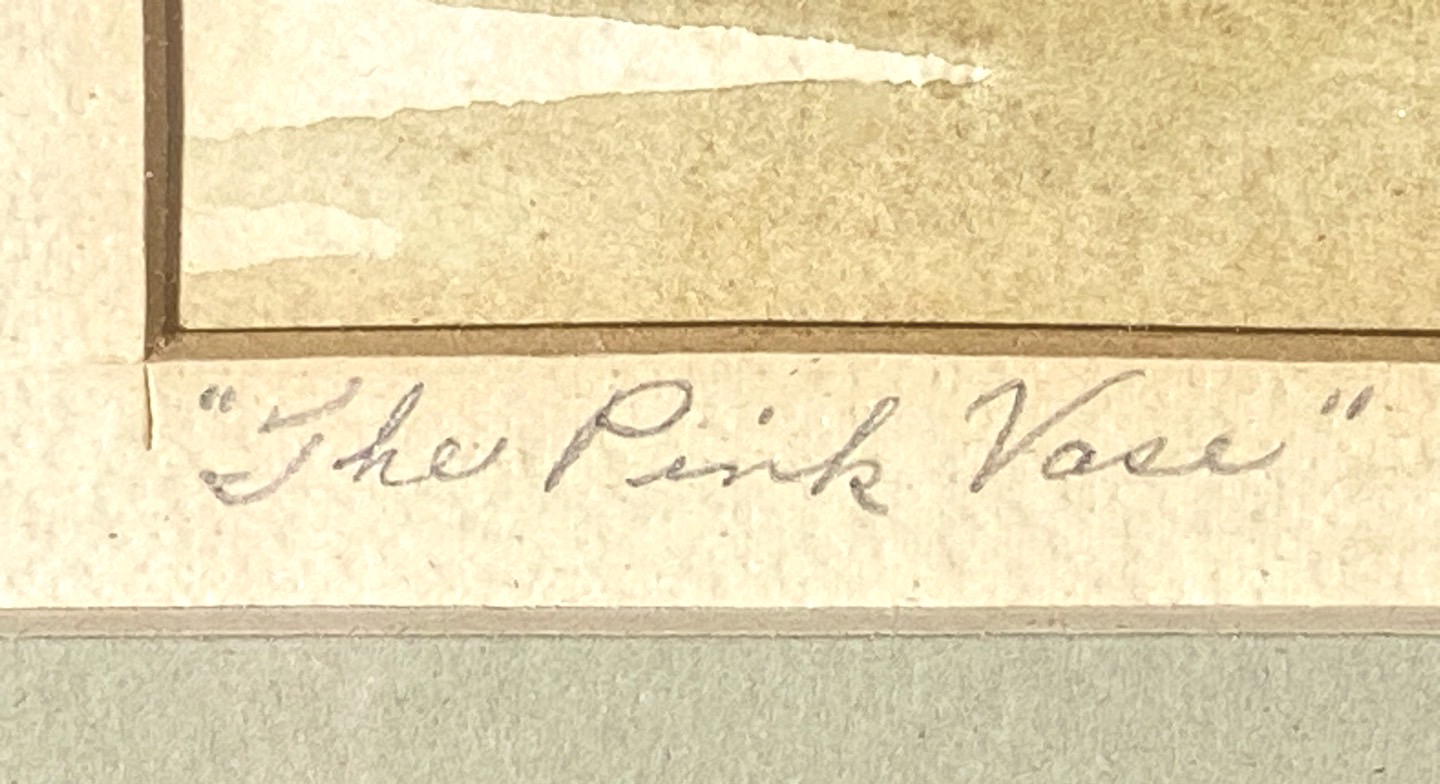 "The Pink Vase"